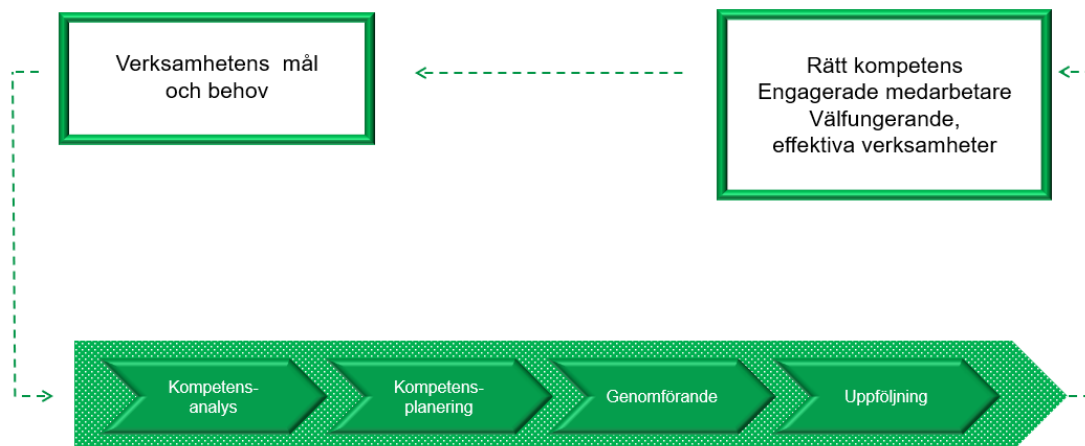 Verksamhetens mål
och behov
Rätt kompetens
Engagerade medarbetare
Välfungerande,
effektiva verksamheter
Kompetens-
analys
Kompetens-
planering
Genomförande
Uppföljning